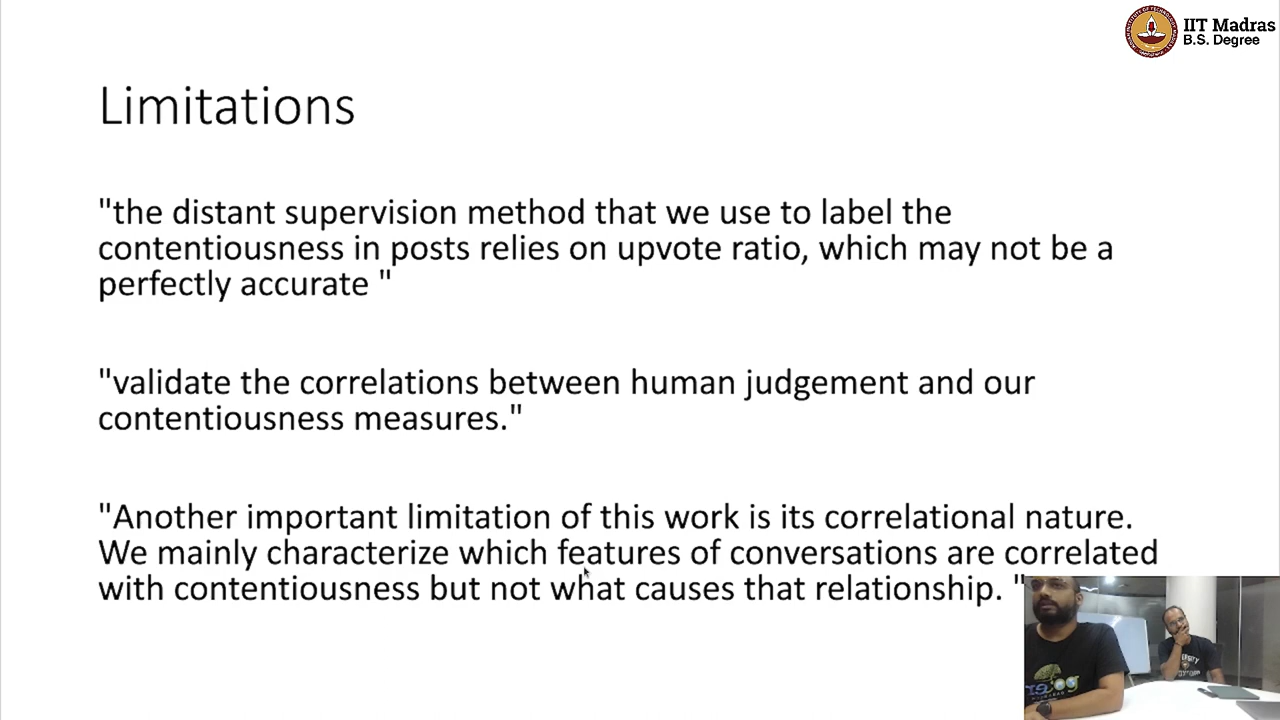 IIT Madras
B.S. Degree
Limitations
"the distant supervision method that we use to label the
contentiousness in posts relies on upvote ratio, which may not be a
perfectly accurate "
"validate the correlations between human judgement and our
contentiousness measures."
"Another important limitation of this work is its correlational nature.
We mainly characterize which features of conversations are correlated
with contentiousness but not what causes that relationship. "